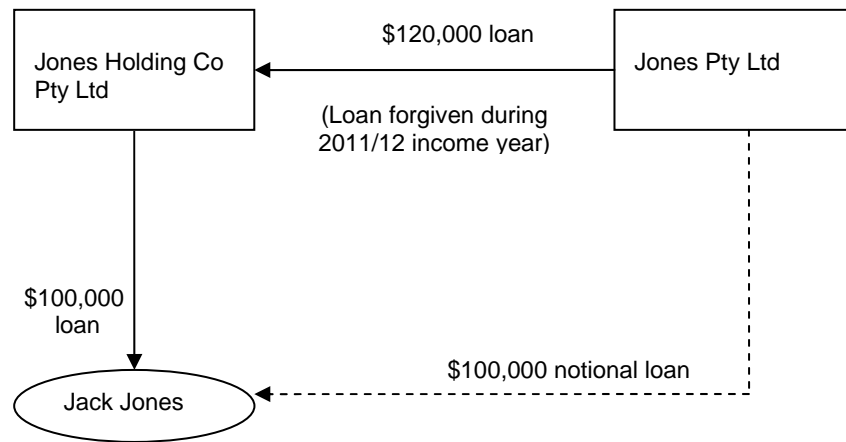 $120,000 loan
Jones Holding Co
Pty Ltd
Jones Pty Ltd
(Loan forgiven during
2011/12 income year)
$100,000
loan
$100,000 notional loan
Jack Jones